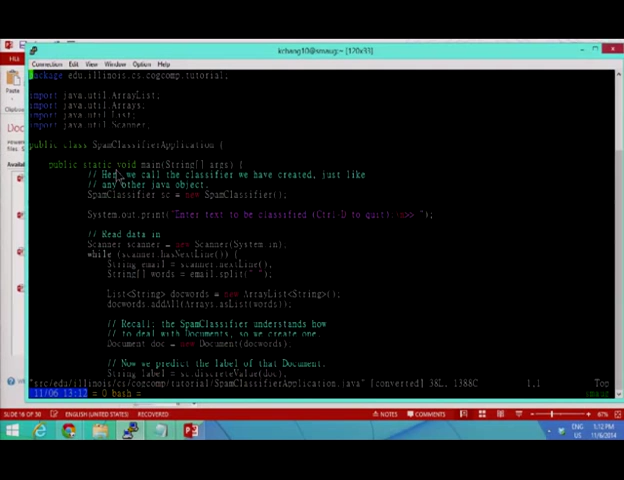 kchang10@smaug:~ [120x33]
Connection Edit View Window Option Help
package edu.illinois.cs.cogcomp.tutorial;
import java.util.ArrayList;
import java.util.Arrays;
import java.util.List;
import java.util.Scanner;
public class SpamClassifierApplication {
public static void main(String[] args) {
// Here we call the classifier we have created, just like
// any other java object.
SpamClassifier sc = new SpamClassifier();
System.out.print("Enter text to be classified (Ctrl-D to quit):\n>> ");
// Read data in
Scanner scanner = new Scanner(System.in);
while (scanner.hasNextLine()) {
String email = scanner.nextLine();
String[] words = email.split(" ");
List<String> docwords = new ArrayList<String>();
docwords.addAll(Arrays.asList(words));
// Recall: the SpamClassifier understands how
// to deal with Documents, so we create one.
Document doc = new Document(docwords);
// Now we predict the label of that Document.
String label = sc.discreteValue(doc);
"src/edu/illinois/cs/cogcomp/tutorial/SpamClassifierApplication.java" [converted] 38L, 1388C 1,1 Top
11/06 13:12 = 0 bash = smaug
SLIDE 18 OF 30 ENGLISH (UNITED STATES) RECOVERED NOTES COMMENTS 67%
ENG 1:12 PM
US 11/6/2014